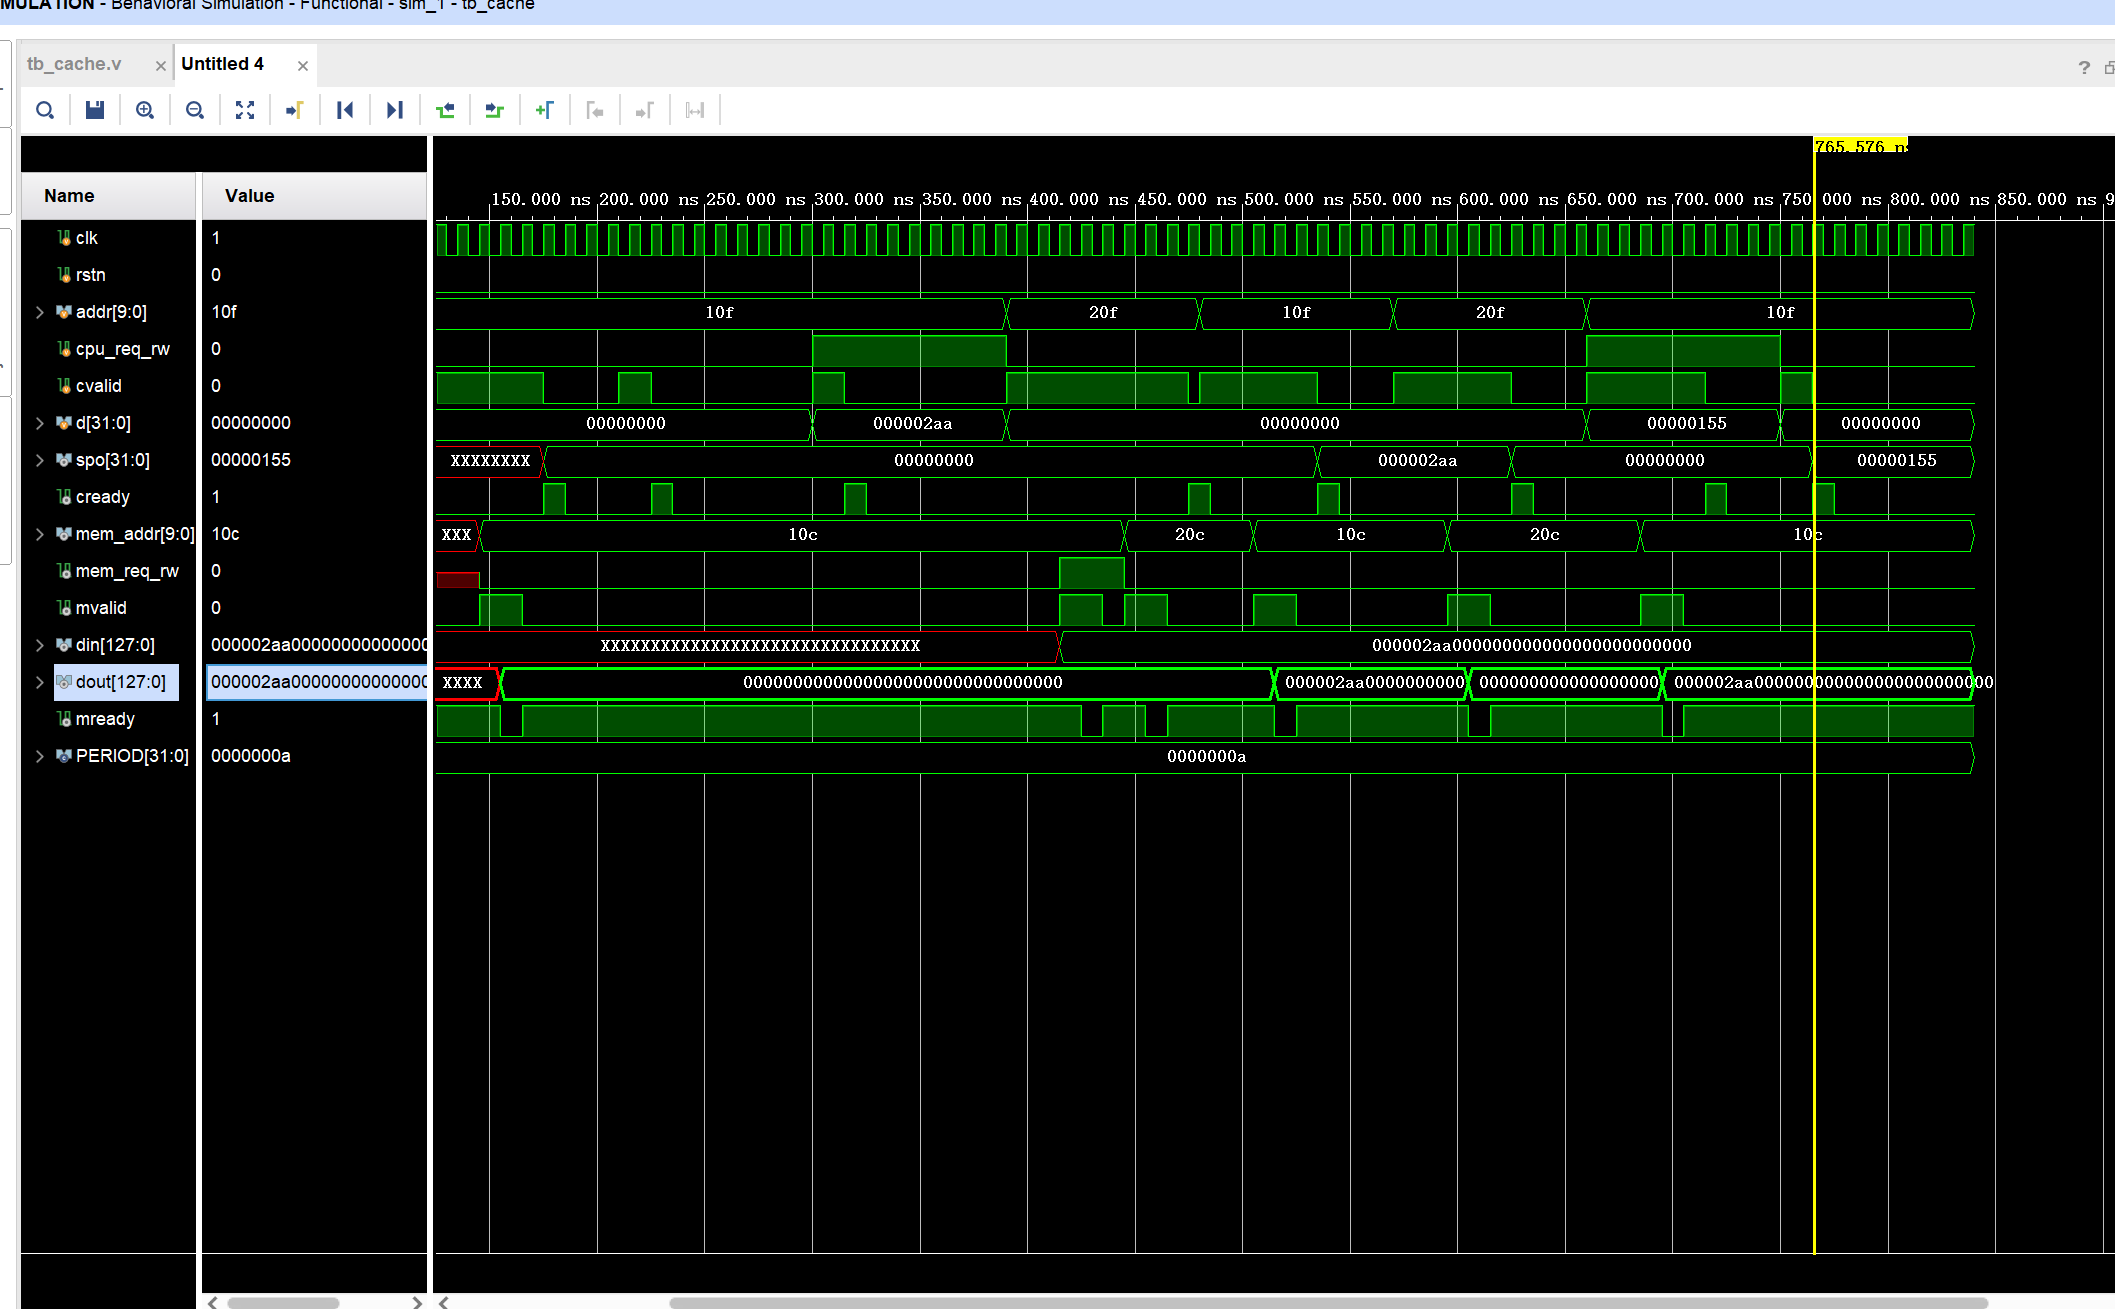 MULATION - Behavioral Simulation - Functional - sim_1 - tb_cache
tb_cache.v × Untitled 4 ×
?
765.576 ns
Name Value
150.000 ns 200.000 ns 250.000 ns 300.000 ns 350.000 ns 400.000 ns 450.000 ns 500.000 ns 550.000 ns 600.000 ns 650.000 ns 700.000 ns 750.000 ns 800.000 ns 850.000 ns 9
clk 1
rstn 0
addr[9:0] 10f 10f 20f 10f 20f 10f
cpu_req_rw 0
cvalid 0
d[31:0] 00000000 00000000 000002aa 00000000 00000155 00000000
spo[31:0] 00000155 XXXXXXXX 00000000 000002aa 00000000 00000155
cready 1
mem_addr[9:0] 10c XXX 10c 20c 10c 20c 10c
mem_req_rw 0
mvalid 0
din[127:0] 000002aa00000000000000 XXXXXXXXXXXXXXXXXXXXXXXXXXXXXXXX 000002aa000000000000000000000000
dout[127:0] 000002aa00000000000000 XXXX 00000000000000000000000000000000 000002aa0000000000 000000000000000000 000002aa000000000000000000000000
mready 1
PERIOD[31:0] 0000000a 0000000a